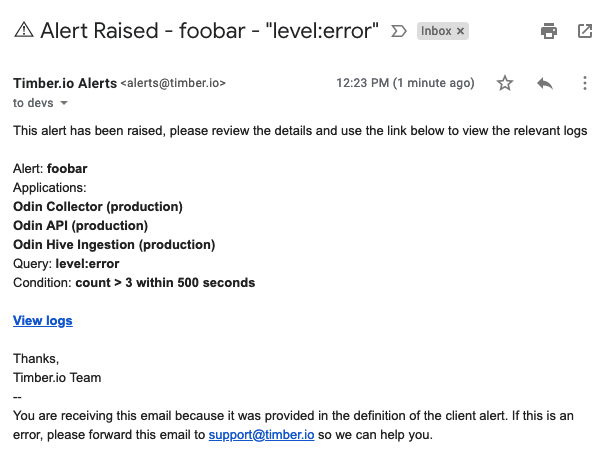 ⚠ Alert Raised - foobar - "level:error" Inbox ×
Timber.io Alerts <alerts@timber.io> 12:23 PM (1 minute ago)
to devs
This alert has been raised, please review the details and use the link below to view the relevant logs
Alert: foobar
Applications:
Odin Collector (production)
Odin API (production)
Odin Hive Ingestion (production)
Query: level:error
Condition: count > 3 within 500 seconds
View logs
Thanks,
Timber.io Team
--
You are receiving this email because it was provided in the definition of the client alert. If this is an
error, please forward this email to support@timber.io so we can help you.